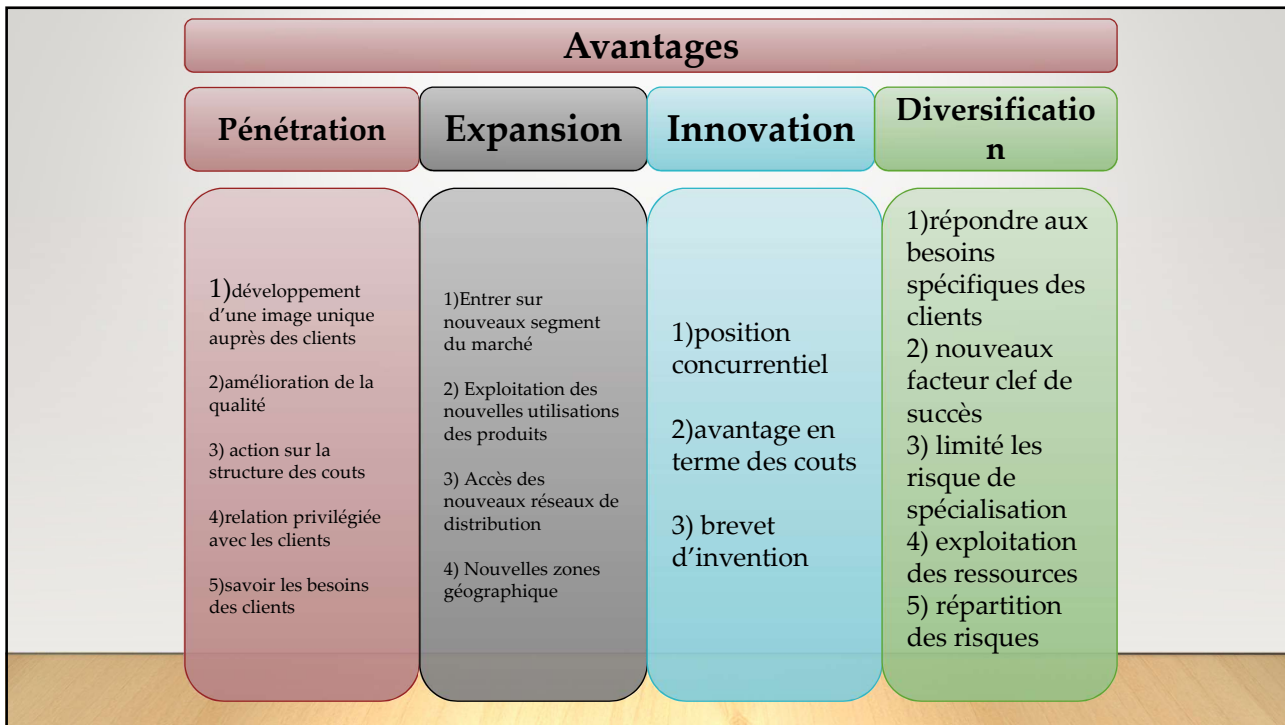 Avantages
Pénétration
Expansion
Innovation
Diversificatio
n
1)développement
d'une image unique
auprès des clients
2)amélioration de la
qualité
3) action sur la
structure des couts
4)relation privilégiée
avec les clients
5)savoir les besoins
des clients
1)Entrer sur
nouveaux segment
du marché
2) Exploitation des
nouvelles utilisations
des produits
3) Accès des
nouveaux réseaux de
distribution
4) Nouvelles zones
géographique
1)position
concurrentiel
2)avantage en
terme des couts
3) brevet
d'invention
1)répondre aux
besoins
spécifiques des
clients
2) nouveaux
facteur clef de
succès
3) limité les
risque de
spécialisation
4) exploitation
des ressources
5) répartition
des risques